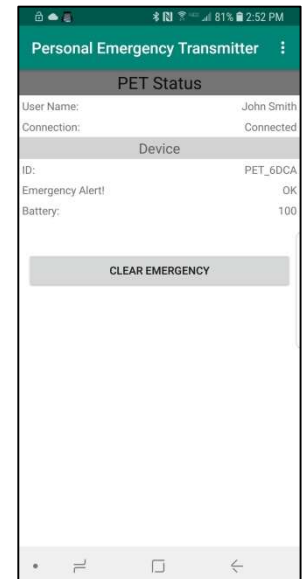 81% 2:52 PM
Personal Emergency Transmitter
PET Status
User Name: John Smith
Connection: Connected
Device
ID: PET_6DCA
Emergency Alert! OK
Battery: 100
CLEAR EMERGENCY